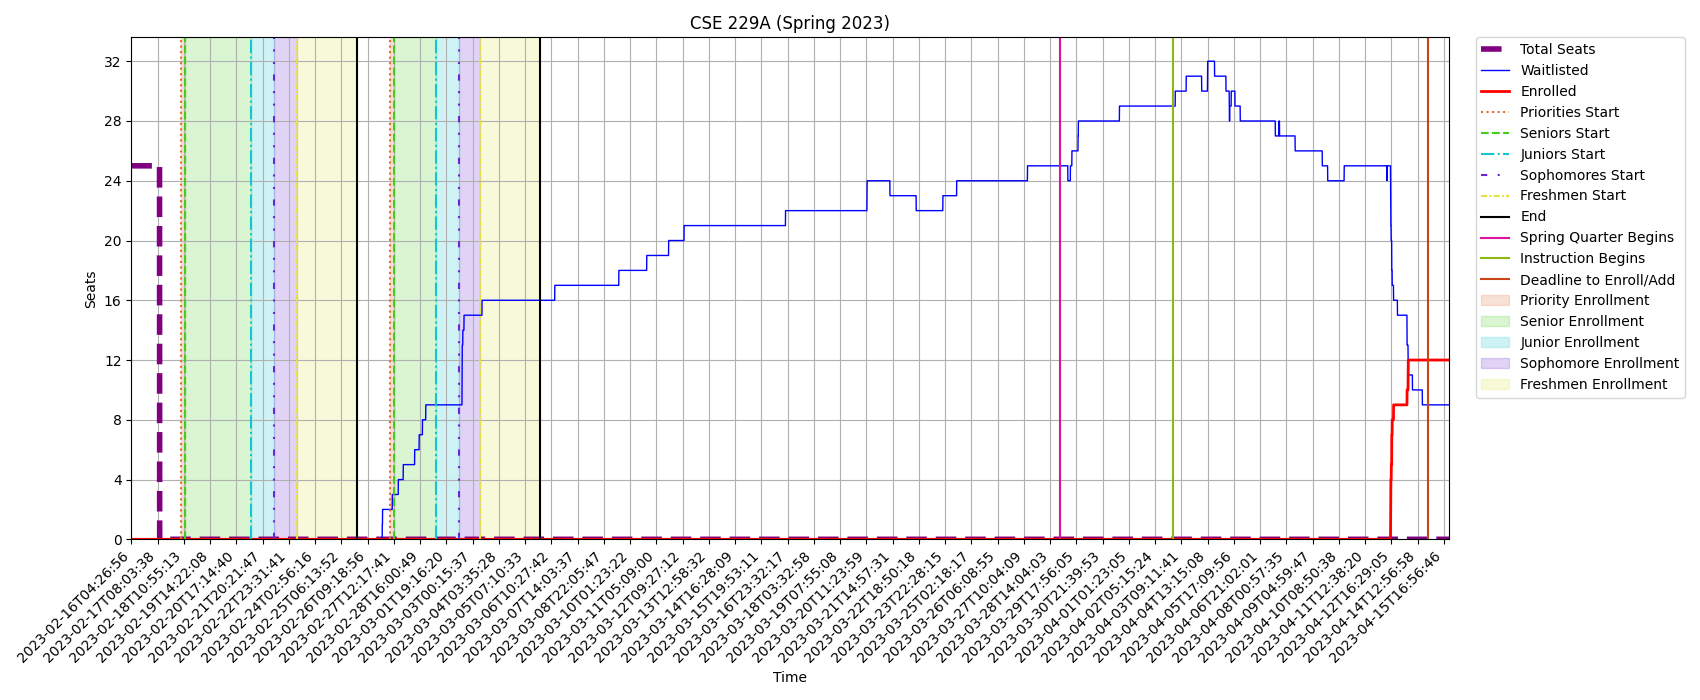 CSE 229A (Spring 2023)
Seats
32
28
24
20
16
12
8
4
0
2023-02-16T04:26:56
2023-02-17T08:03:38
2023-02-18T10:55:13
2023-02-19T14:22:08
2023-02-20T17:14:40
2023-02-21T20:21:47
2023-02-22T23:31:41
2023-02-24T02:56:16
2023-02-25T06:13:52
2023-02-26T09:18:56
2023-02-27T12:17:41
2023-02-28T16:00:49
2023-03-01T19:16:20
2023-03-03T00:15:37
2023-03-04T03:35:28
2023-03-05T07:10:33
2023-03-06T10:27:42
2023-03-07T14:03:37
2023-03-08T22:05:47
2023-03-10T01:23:22
2023-03-11T05:09:00
2023-03-12T09:27:12
2023-03-13T12:58:32
2023-03-14T16:28:09
2023-03-15T19:53:11
2023-03-16T23:32:17
2023-03-18T03:32:58
2023-03-19T07:55:08
2023-03-20T11:23:59
2023-03-21T14:57:31
2023-03-22T18:50:18
2023-03-23T22:28:15
2023-03-25T02:18:17
2023-03-26T06:08:55
2023-03-27T10:04:09
2023-03-28T14:04:03
2023-03-29T17:56:05
2023-03-30T21:39:53
2023-04-01T01:23:05
2023-04-02T05:15:24
2023-04-03T09:11:41
2023-04-04T13:15:08
2023-04-05T17:09:56
2023-04-06T21:02:01
2023-04-08T00:57:35
2023-04-09T04:59:47
2023-04-10T08:50:38
2023-04-11T12:38:20
2023-04-12T16:29:05
2023-04-14T12:56:58
2023-04-15T16:56:46
Time
Total Seats
Waitlisted
Enrolled
Priorities Start
Seniors Start
Juniors Start
Sophomores Start
Freshmen Start
End
Spring Quarter Begins
Instruction Begins
Deadline to Enroll/Add
Priority Enrollment
Senior Enrollment
Junior Enrollment
Sophomore Enrollment
Freshmen Enrollment